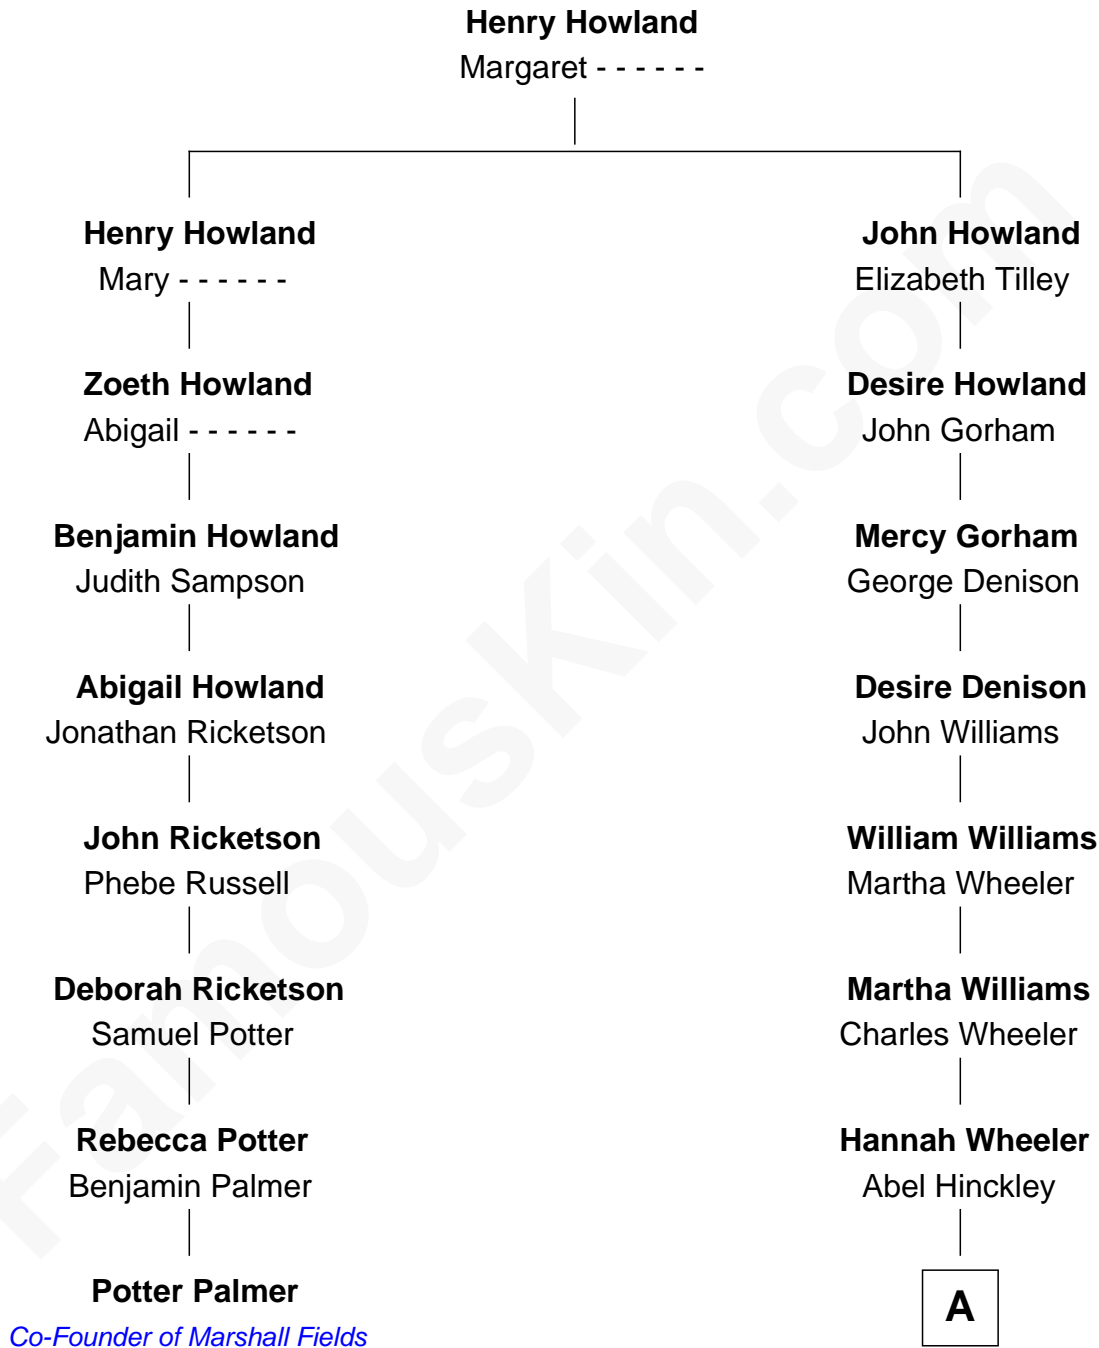 Henry Howland
Margaret - - - - - -
Henry Howland
Mary - - - - - -
John Howland
Elizabeth Tilley
Zoeth Howland
Abigail - - - - - -
Desire Howland
John Gorham
Benjamin Howland
Judith Sampson
Mercy Gorham
George Denison
Abigail Howland
Jonathan Ricketson
Desire Denison
John Williams
John Ricketson
Phebe Russell
William Williams
Martha Wheeler
Deborah Ricketson
Samuel Potter
Martha Williams
Charles Wheeler
Rebecca Potter
Benjamin Palmer
Hannah Wheeler
Abel Hinckley
Potter Palmer
Co-Founder of Marshall Fields
A
FamousKin.com